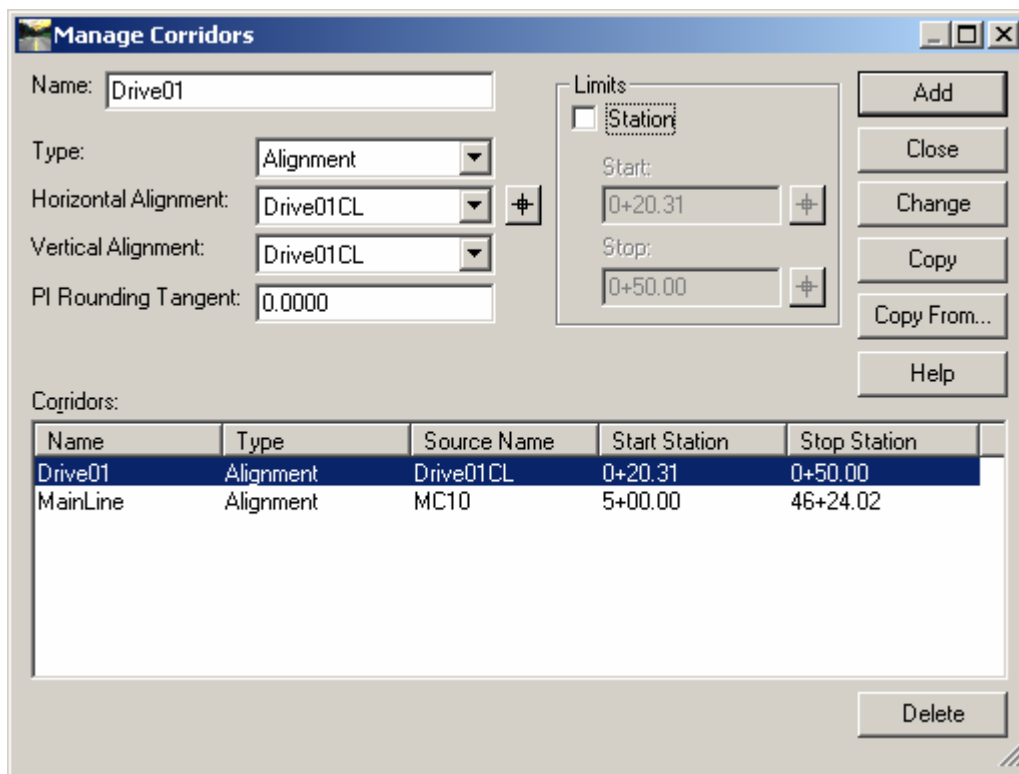 Manage Corridors
Name: Drive01
Type: Alignment
Horizontal Alignment: Drive01CL
Vertical Alignment: Drive01CL
PI Rounding Tangent: 0.0000
Limits
Station
Start:
0+20.31
Stop:
0+50.00
Add
Close
Change
Copy
Copy From...
Help
Corridors:
Name Type Source Name Start Station Stop Station
Drive01 Alignment Drive01CL 0+20.31 0+50.00
MainLine Alignment MC10 5+00.00 46+24.02
Delete